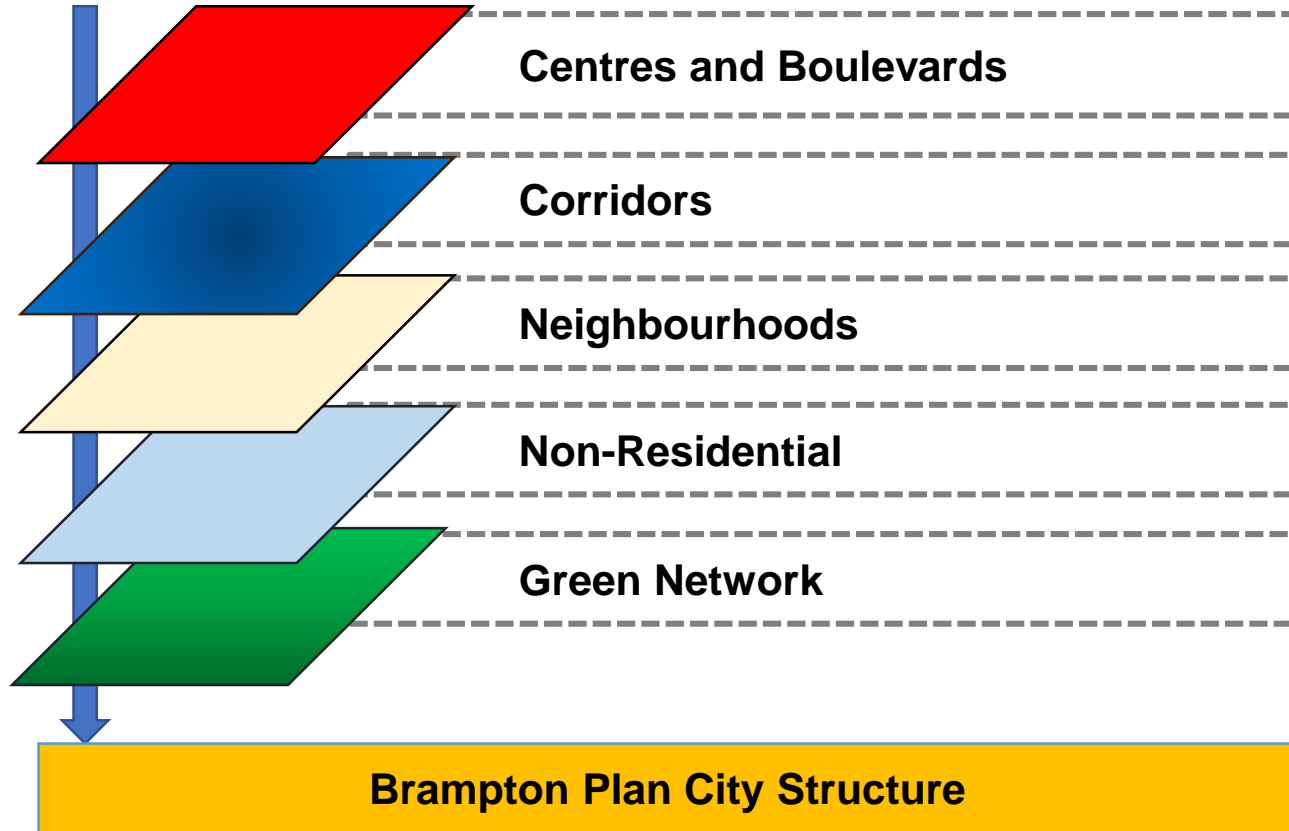 Centres and Boulevards
Corridors
Neighbourhoods
Non-Residential
Green Network
Brampton Plan City Structure